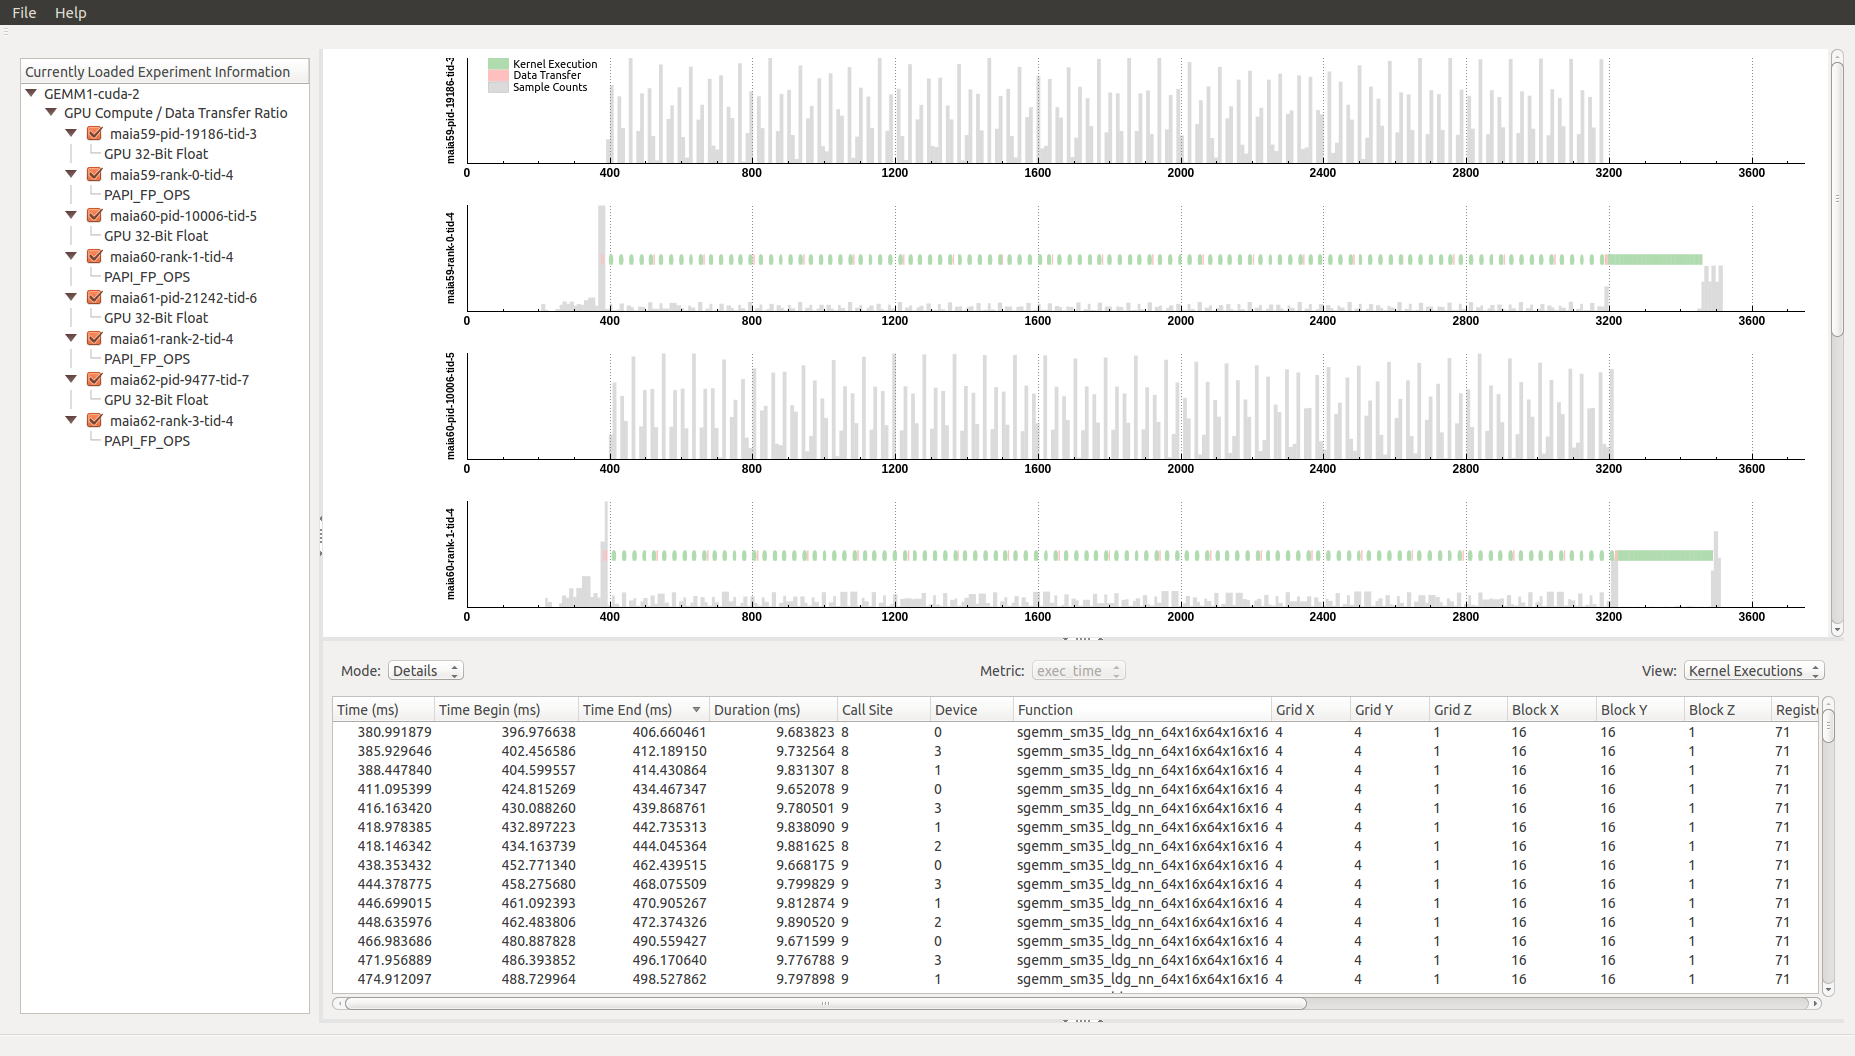 File Help
Currently Loaded Experiment Information
GEMM1-cuda-2
GPU Compute / Data Transfer Ratio
maia59-pid-19186-tid-3
GPU 32-Bit Float
maia59-rank-0-tid-4
PAPI_FP_OPS
maia60-pid-10006-tid-5
GPU 32-Bit Float
maia60-rank-1-tid-4
PAPI_FP_OPS
maia61-pid-21242-tid-6
GPU 32-Bit Float
maia61-rank-2-tid-4
PAPI_FP_OPS
maia62-pid-9477-tid-7
GPU 32-Bit Float
maia62-rank-3-tid-4
PAPI_FP_OPS
Kernel Execution
Data Transfer
Sample Counts
maia59-pid-19186-tid-3
0 400 800 1200 1600 2000 2400 2800 3200 3600
maia59-rank-0-tid-4
0 400 800 1200 1600 2000 2400 2800 3200 3600
maia60-pid-10006-tid-5
0 400 800 1200 1600 2000 2400 2800 3200 3600
maia60-rank-1-tid-4
0 400 800 1200 1600 2000 2400 2800 3200 3600
Mode: Details Metric: exec_time View: Kernel Executions
Time (ms) Time Begin (ms) Time End (ms) Duration (ms) Call Site Device Function Grid X Grid Y Grid Z Block X Block Y Block Z Registe
380.991879 396.976638 406.660461 9.683823 8 0 sgemm_sm35_ldg_nn_64x16x64x16x16 4 4 1 16 16 1 71
385.929646 402.456586 412.189150 9.732564 8 3 sgemm_sm35_ldg_nn_64x16x64x16x16 4 4 1 16 16 1 71
388.447840 404.599557 414.430864 9.831307 8 1 sgemm_sm35_ldg_nn_64x16x64x16x16 4 4 1 16 16 1 71
411.095399 424.815269 434.467347 9.652078 9 0 sgemm_sm35_ldg_nn_64x16x64x16x16 4 4 1 16 16 1 71
416.163420 430.088260 439.868761 9.780501 9 3 sgemm_sm35_ldg_nn_64x16x64x16x16 4 4 1 16 16 1 71
418.978385 432.897223 442.735313 9.838090 9 1 sgemm_sm35_ldg_nn_64x16x64x16x16 4 4 1 16 16 1 71
418.146342 434.163739 444.045364 9.881625 8 2 sgemm_sm35_ldg_nn_64x16x64x16x16 4 4 1 16 16 1 71
438.353432 452.771340 462.439515 9.668175 9 0 sgemm_sm35_ldg_nn_64x16x64x16x16 4 4 1 16 16 1 71
444.378775 458.275680 468.075509 9.799829 9 3 sgemm_sm35_ldg_nn_64x16x64x16x16 4 4 1 16 16 1 71
446.699015 461.092393 470.905267 9.812874 9 1 sgemm_sm35_ldg_nn_64x16x64x16x16 4 4 1 16 16 1 71
448.635976 462.483806 472.374326 9.890520 9 2 sgemm_sm35_ldg_nn_64x16x64x16x16 4 4 1 16 16 1 71
466.983686 480.887828 490.559427 9.671599 9 0 sgemm_sm35_ldg_nn_64x16x64x16x16 4 4 1 16 16 1 71
471.956889 486.393852 496.170640 9.776788 9 3 sgemm_sm35_ldg_nn_64x16x64x16x16 4 4 1 16 16 1 71
474.912097 488.729964 498.527862 9.797898 9 1 sgemm_sm35_ldg_nn_64x16x64x16x16 4 4 1 16 16 1 71